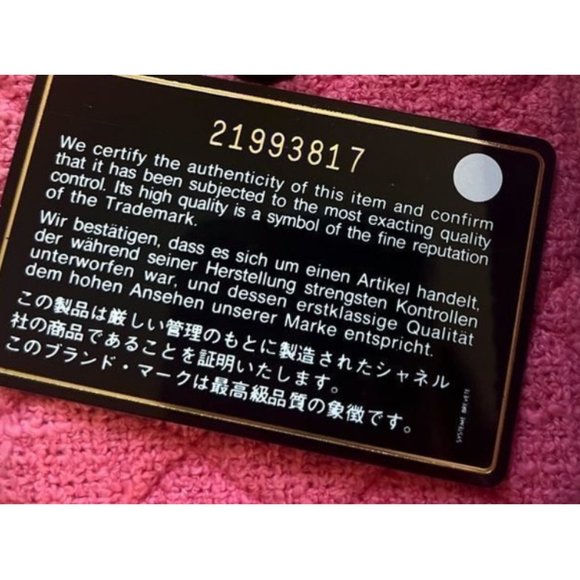 21993817
We certify the authenticity of this item and confirm
that it has been subjected to the most exacting quality
control. Its high quality is a symbol of the fine reputation
of the Trademark.
Wir bestätigen, dass es sich um einen Artikel handelt,
der während seiner Herstellung strengsten Kontrollen
unterworfen war, und dessen erstklassige Qualität
dem hohen Ansehen unserer Marke entspricht.
この製品は厳しい管理のもとに製造されたシャネル
社の商品であることを証明いたします。
このブランド・マークは最高級品質の象徴です。
SYSTEME BREVETE